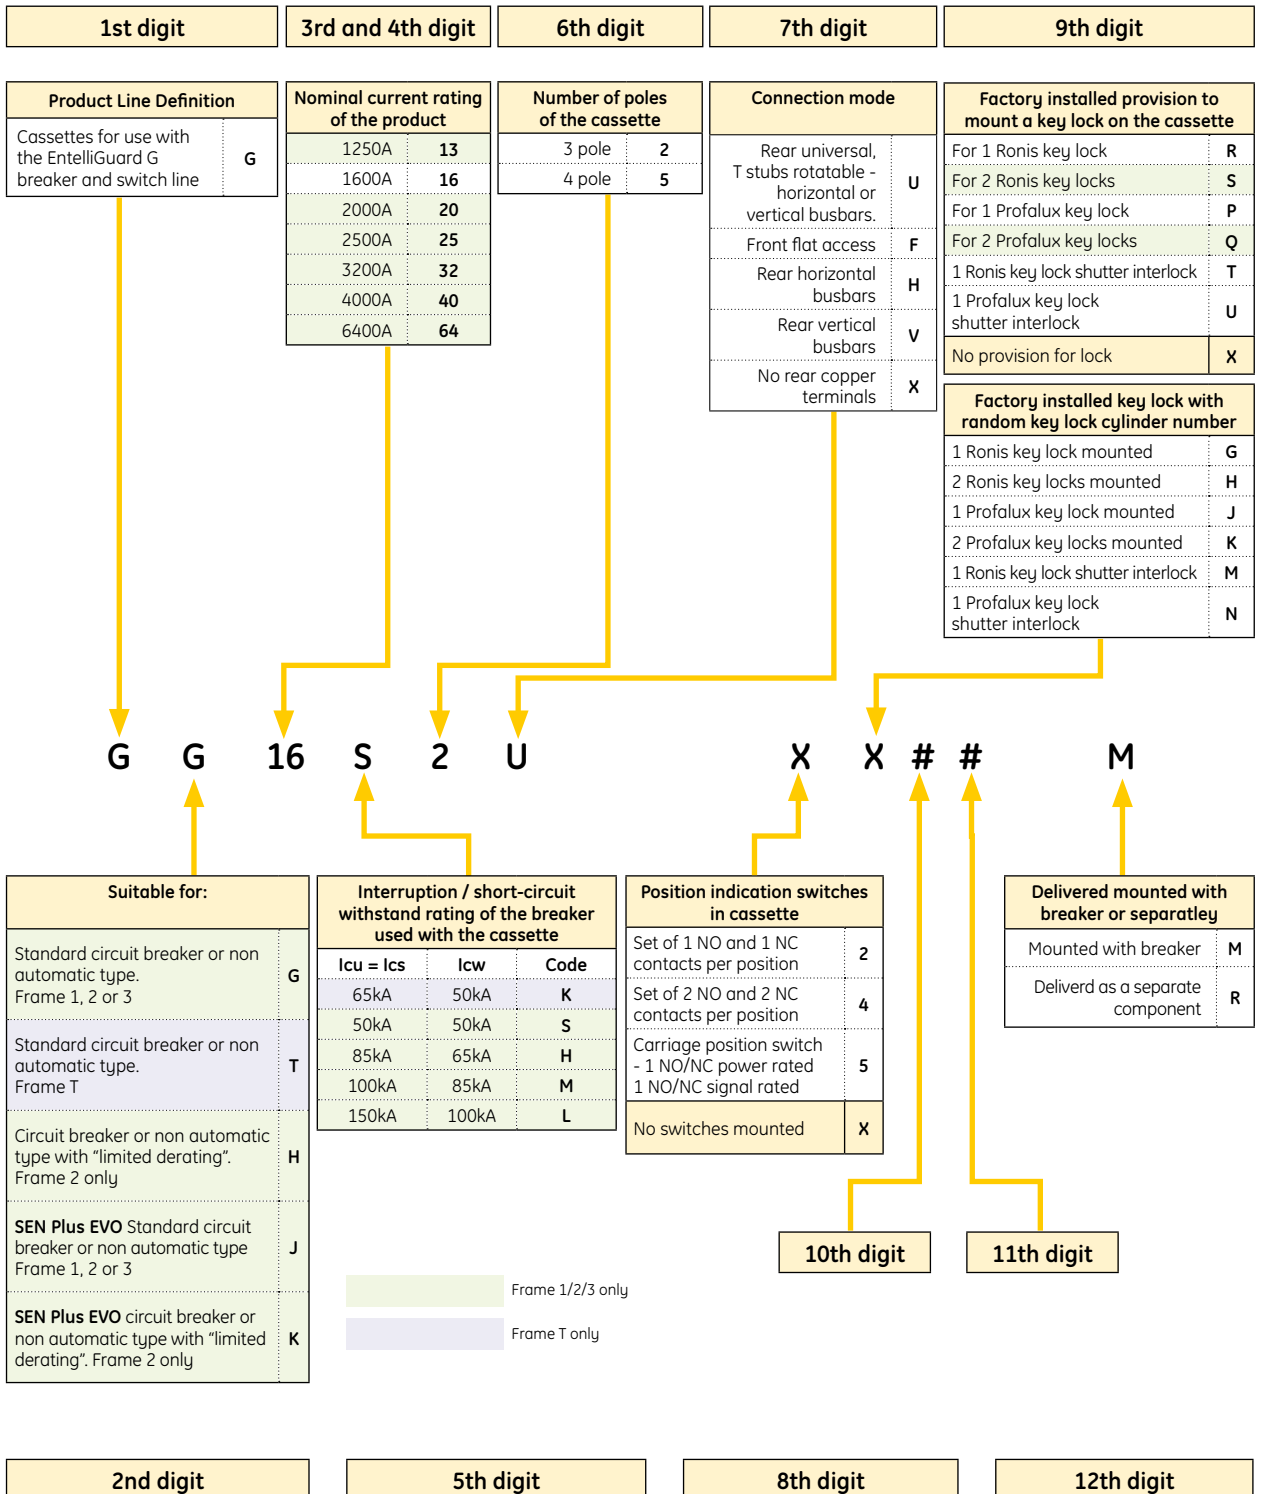 1st digit
3rd and 4th digit
6th digit
7th digit
9th digit
Product Line Definition
Cassettes for use with
the EntelliGuard G
breaker and switch line
G
Nominal current rating
of the product
1250A 13
1600A 16
2000A 20
2500A 25
3200A 32
4000A 40
6400A 64
Number of poles
of the cassette
3 pole 2
4 pole 5
Connection mode
Rear universal,
T stubs rotatable -
horizontal or
vertical busbars.
U
Front flat access F
Rear horizontal
busbars
H
Rear vertical
busbars
V
No rear copper
terminals
X
Factory installed provision to
mount a key lock on the cassette
For 1 Ronis key lock R
For 2 Ronis key locks S
For 1 Profalux key lock P
For 2 Profalux key locks Q
1 Ronis key lock shutter interlock T
1 Profalux key lock
shutter interlock
U
No provision for lock X
Factory installed key lock with
random key lock cylinder number
1 Ronis key lock mounted G
2 Ronis key locks mounted H
1 Profalux key lock mounted J
2 Profalux key locks mounted K
1 Ronis key lock shutter interlock M
1 Profalux key lock
shutter interlock
N
G G 16 S 2 U X X # # M
Suitable for:
Standard circuit breaker or non
automatic type.
Frame 1, 2 or 3
G
Standard circuit breaker or non
automatic type.
Frame T
T
Circuit breaker or non automatic
type with “limited derating”.
Frame 2 only
H
SEN Plus EVO Standard circuit
breaker or non automatic type
Frame 1, 2 or 3
J
SEN Plus EVO circuit breaker or
non automatic type with “limited
derating”. Frame 2 only
K
Interruption / short-circuit
withstand rating of the breaker
used with the cassette
Icu = Ics Icw Code
65kA 50kA K
50kA 50kA S
85kA 65kA H
100kA 85kA M
150kA 100kA L
Position indication switches
in cassette
Set of 1 NO and 1 NC
contacts per position
2
Set of 2 NO and 2 NC
contacts per position
4
Carriage position switch
- 1 NO/NC power rated
1 NO/NC signal rated
5
No switches mounted X
Delivered mounted with
breaker or separatley
Mounted with breaker M
Deliverd as a separate
component
R
10th digit
11th digit
Frame 1/2/3 only
Frame T only
2nd digit
5th digit
8th digit
12th digit